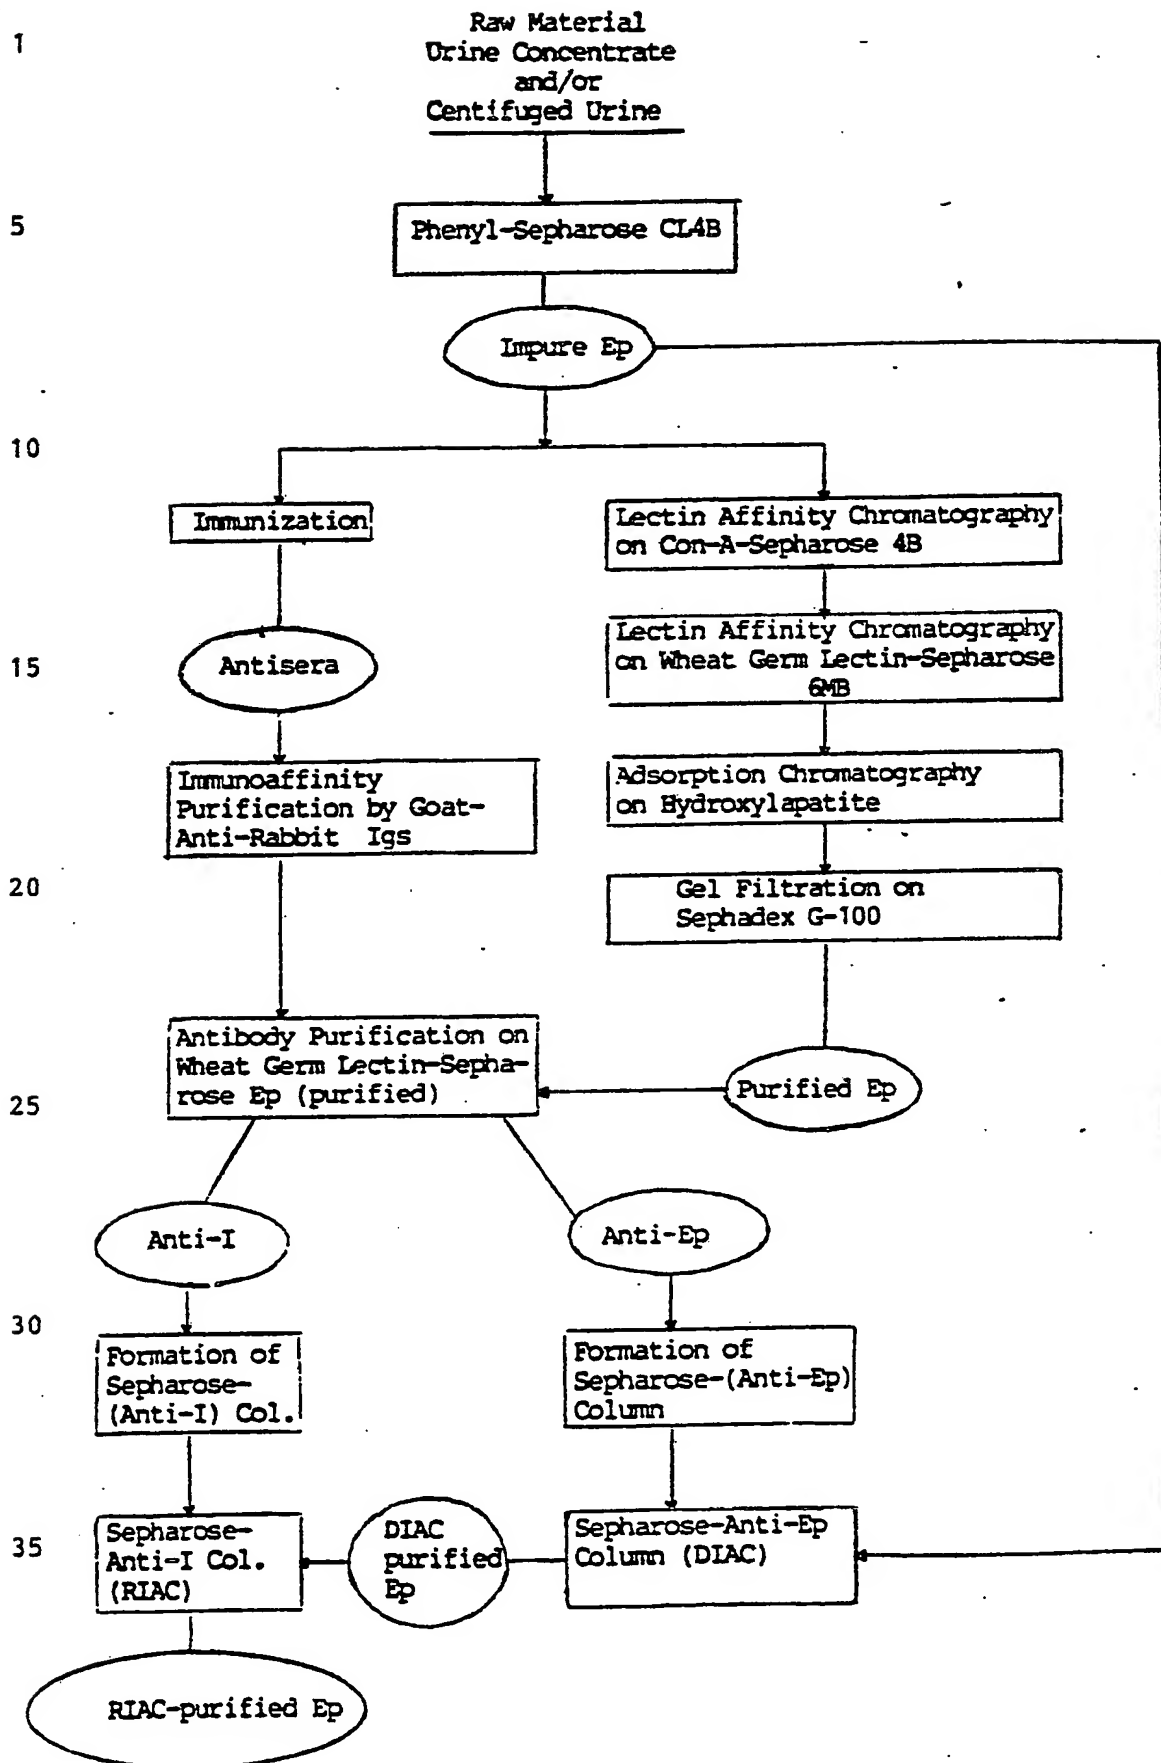 1
Raw Material
Urine Concentrate
and/or
Centifuged Urine
5
Phenyl-Sepharose CL4B
Impure Ep
10
Immunization
Lectin Affinity Chromatography
on Con-A-Sepharose 4B
15
Antisera
Lectin Affinity Chromatography
on Wheat Germ Lectin-Sepharose
6MB
Immunoaffinity
Purification by Goat-
Anti-Rabbit Igs
Adsorption Chromatography
on Hydroxylapatite
20
Gel Filtration on
Sephadex G-100
Antibody Purification on
Wheat Germ Lectin-Sepha-
rose Ep (purified)
Purified Ep
25
Anti-I
Anti-Ep
30
Formation of
Sepharose-
(Anti-I) Col.
Formation of
Sepharose-(Anti-Ep)
Column
35
Sepharose-
Anti-I Col.
(RIAC)
DIAC
purified
Ep
Sepharose-Anti-Ep
Column (DIAC)
RIAC-purified Ep